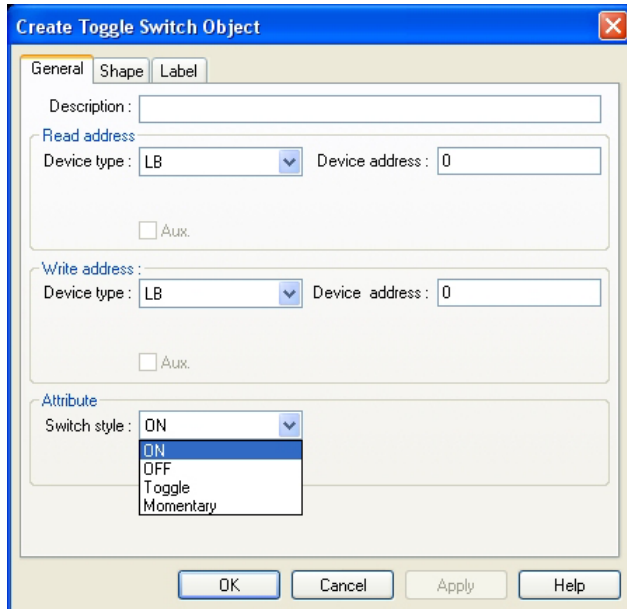 Create Toggle Switch Object
General Shape Label
Description :
Read address
Device type : LB Device address : 0
Aux.
Write address :
Device type : LB Device address : 0
Aux.
Attribute
Switch style : ON
ON
OFF
Toggle
Momentary
OK Cancel Apply Help